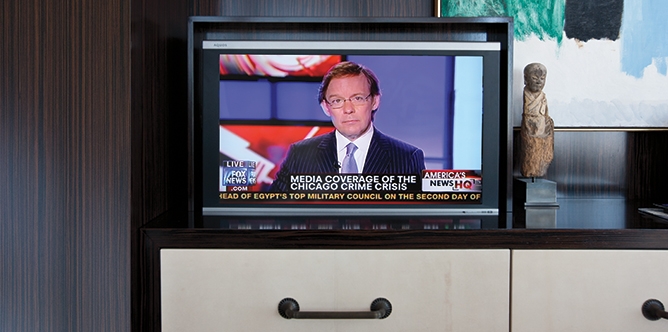 LIVE
FOX
NEWS
.com
MEDIA COVERAGE OF THE
CHICAGO CRIME CRISIS
AMERICA'S
NEWS HQ
HEAD OF EGYPT'S TOP MILITARY COUNCIL ON THE SECOND DAY OF